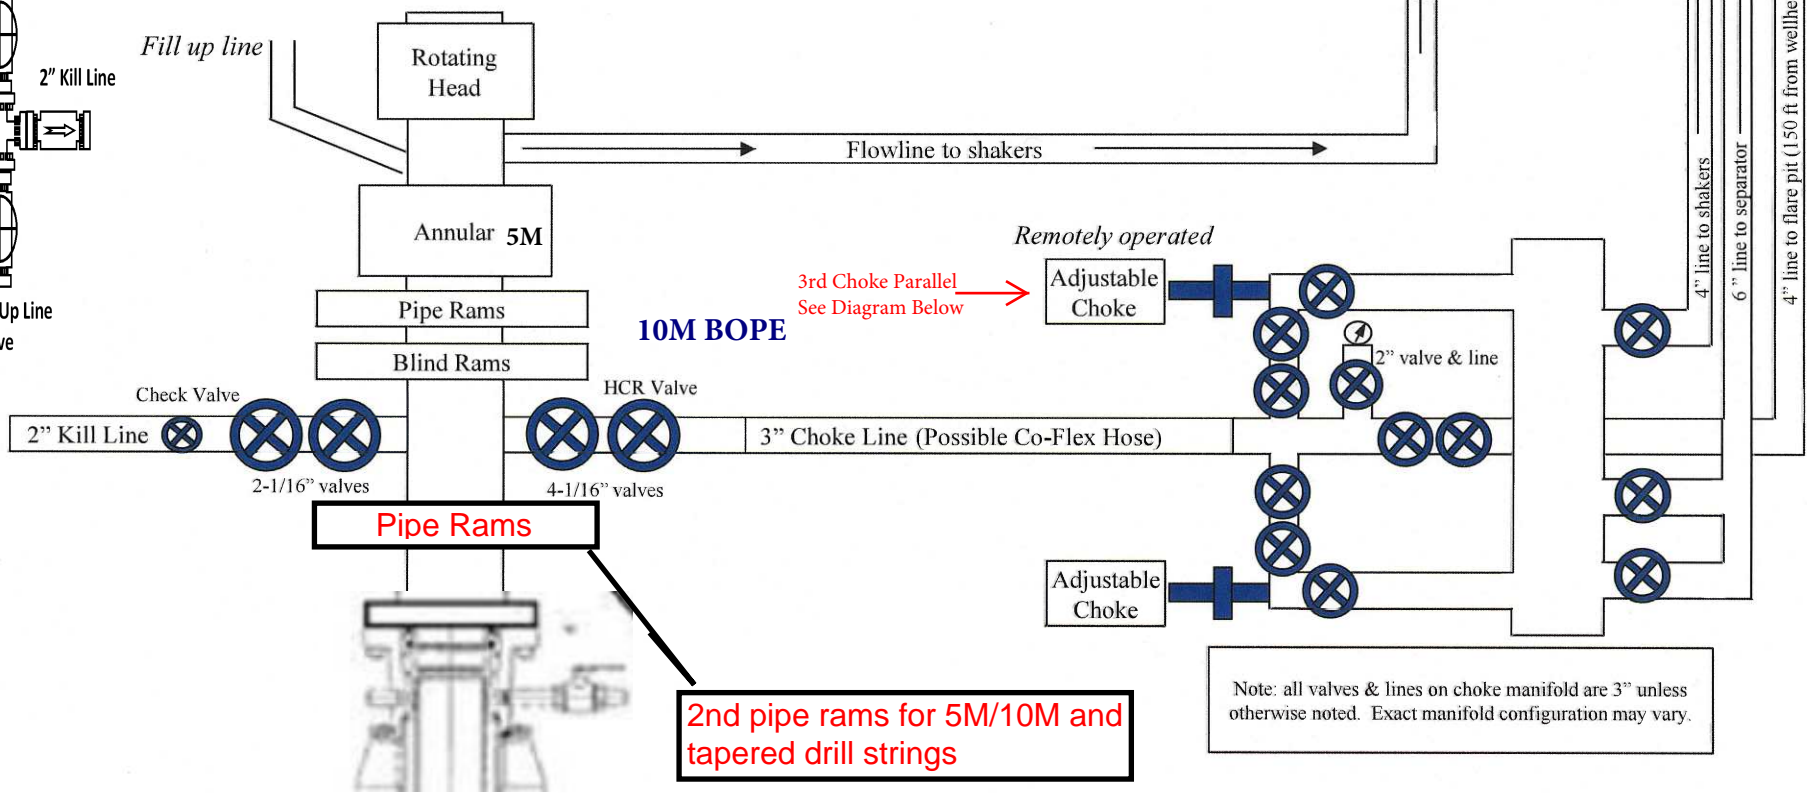 Fill up line
2” Kill Line
Up Line
ve
Rotating
Head
Flowline to shakers
Annular 5M
Pipe Rams
Blind Rams
10M BOPE
3rd Choke Parallel
See Diagram Below
Remotely operated
Adjustable
Choke
2” valve & line
4” line to shakers
6” line to separator
4” line to flare pit (150 ft from wellhe
Check Valve
HCR Valve
2” Kill Line
3” Choke Line (Possible Co-Flex Hose)
2-1/16” valves
4-1/16” valves
Pipe Rams
Adjustable
Choke
2nd pipe rams for 5M/10M and
tapered drill strings
Note: all valves & lines on choke manifold are 3” unless
otherwise noted.  Exact manifold configuration may vary.